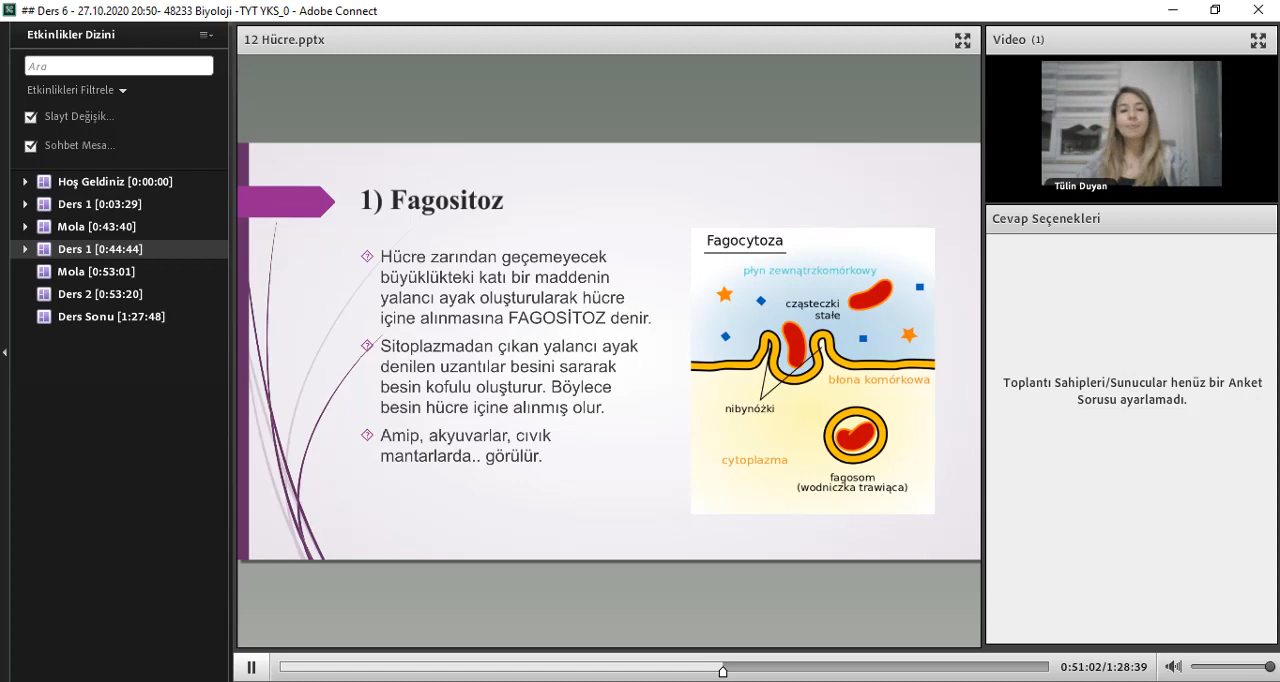 ## Ders 6 - 27.10.2020 20:50- 48233 Biyoloji -TYT YKS_0 - Adobe Connect
Etkinlikler Dizini
Ara
Etkinlikleri Filtrele
Slayt Değişik...
Sohbet Mesa...
Hoş Geldiniz [0:00:00]
Ders 1 [0:03:29]
Mola [0:43:40]
Ders 1 [0:44:44]
Mola [0:53:01]
Ders 2 [0:53:20]
Ders Sonu [1:27:48]
12 Hücre.pptx
1) Fagositoz
Hücre zarından geçemeyecek
büyüklükteki katı bir maddenin
yalancı ayak oluşturularak hücre
içine alınmasına FAGOSİTOZ denir.
Sitoplazmadan çıkan yalancı ayak
denilen uzantılar besini sararak
besin kofulu oluşturur. Böylece
besin hücre içine alınmış olur.
Amip, akyuvarlar, cıvık
mantarlarda.. görülür.
Fagocytoza
płyn zewnątrzkomórkowy
cząsteczki
stałe
błona komórkowa
nibynóżki
cytoplazma
fagosom
(wodniczka trawiąca)
Video (1)
Tülin Duyan
Cevap Seçenekleri
Toplantı Sahipleri/Sunucular henüz bir Anket
Sorusu ayarlamadı.
0:51:02/1:28:39